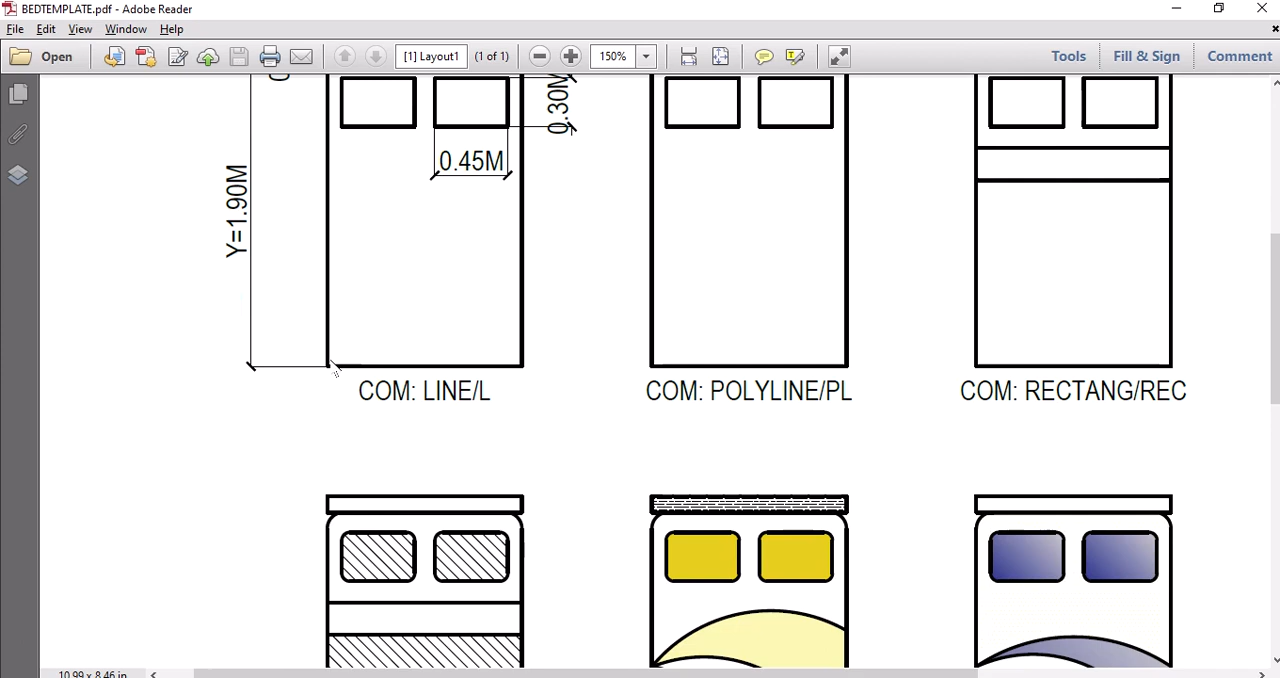 BEDTEMPLATE.pdf - Adobe Reader
File Edit View Window Help
Open [1] Layout1 (1 of 1) 150% Tools Fill & Sign Comment
0.30M
0.45M
Y=1.90M
COM: LINE/L COM: POLYLINE/PL COM: RECTANG/REC
10.99 x 8.46 in